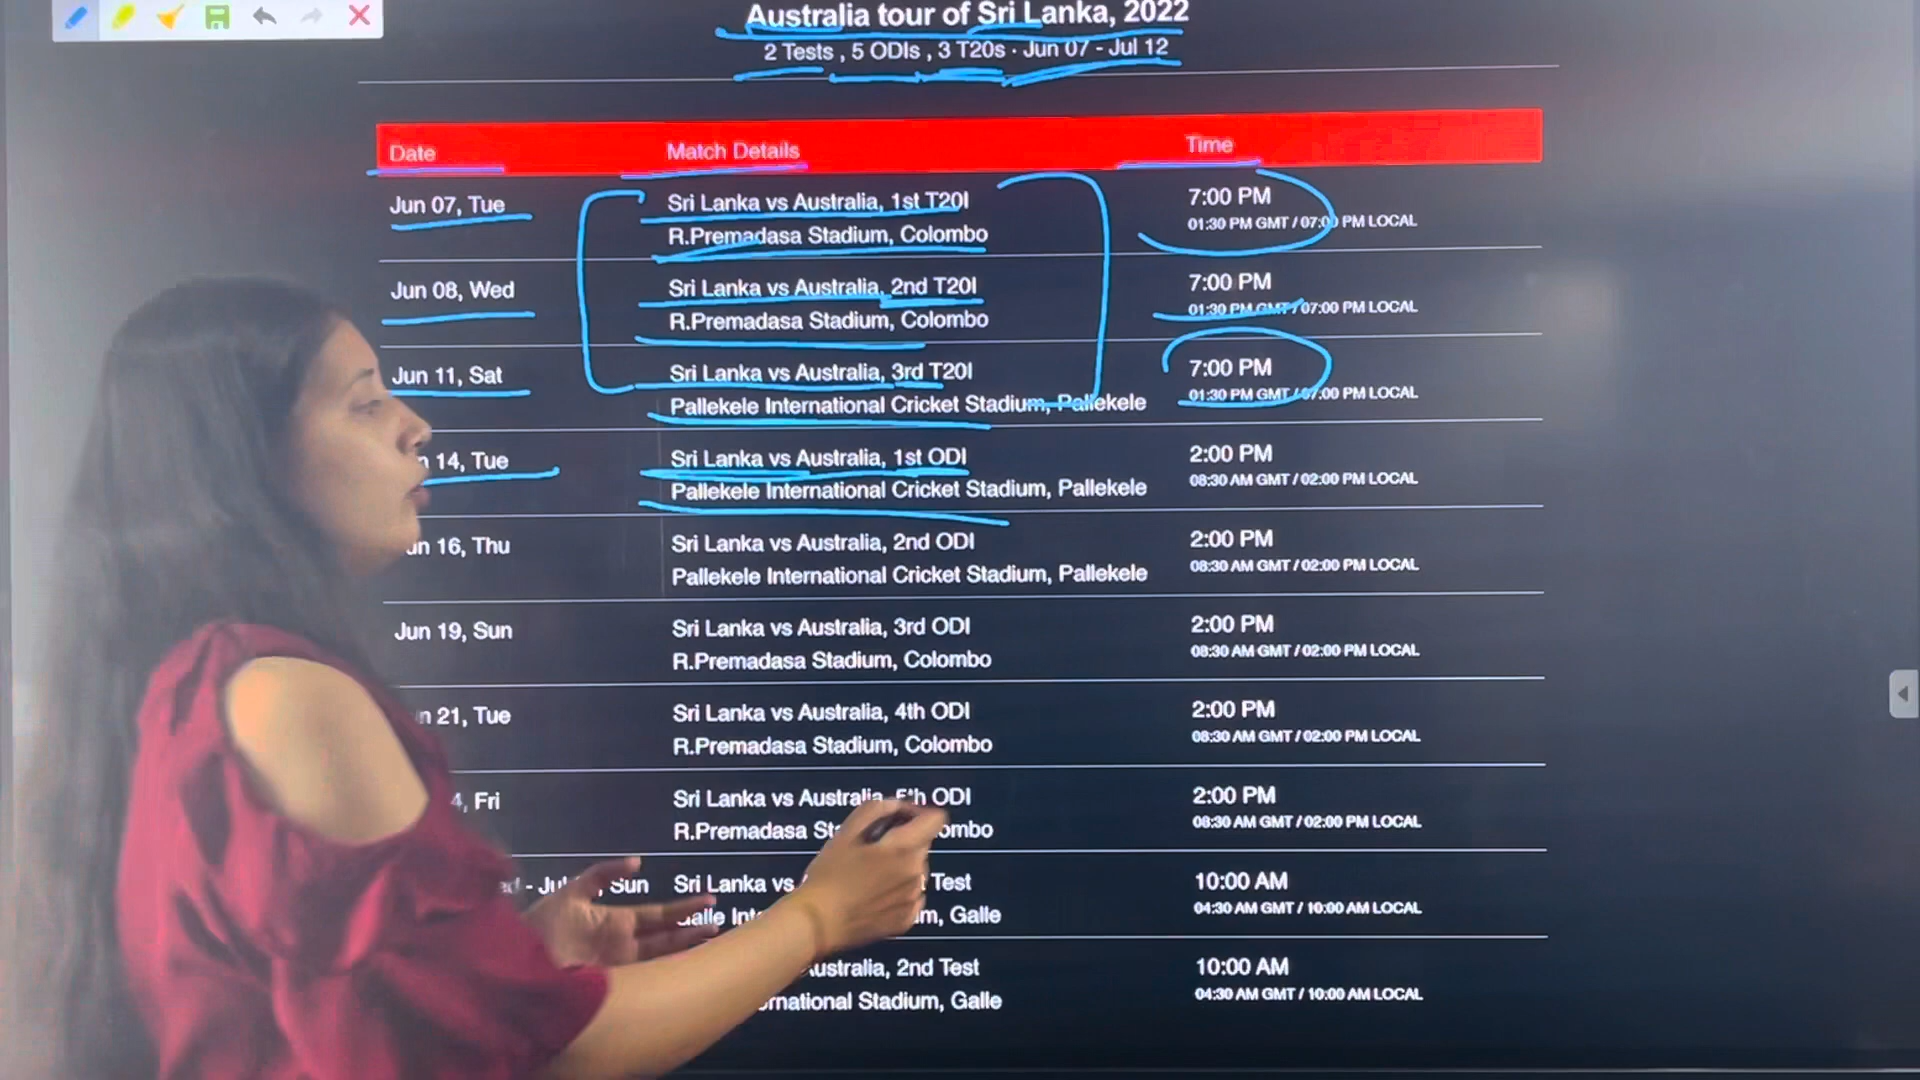 Australia tour of Sri Lanka, 2022
2 Tests , 5 ODIs , 3 T20s · Jun 07 - Jul 12
Date Match Details Time
Jun 07, Tue Sri Lanka vs Australia, 1st T20I 7:00 PM
R.Premadasa Stadium, Colombo 01:30 PM GMT / 07:00 PM LOCAL
Jun 08, Wed Sri Lanka vs Australia, 2nd T20I 7:00 PM
R.Premadasa Stadium, Colombo 01:30 PM GMT / 07:00 PM LOCAL
Jun 11, Sat Sri Lanka vs Australia, 3rd T20I 7:00 PM
Pallekele International Cricket Stadium, Pallekele 01:30 PM GMT / 07:00 PM LOCAL
14, Tue Sri Lanka vs Australia, 1st ODI 2:00 PM
Pallekele International Cricket Stadium, Pallekele 08:30 AM GMT / 02:00 PM LOCAL
16, Thu Sri Lanka vs Australia, 2nd ODI 2:00 PM
Pallekele International Cricket Stadium, Pallekele 08:30 AM GMT / 02:00 PM LOCAL
Jun 19, Sun Sri Lanka vs Australia, 3rd ODI 2:00 PM
R.Premadasa Stadium, Colombo 08:30 AM GMT / 02:00 PM LOCAL
21, Tue Sri Lanka vs Australia, 4th ODI 2:00 PM
R.Premadasa Stadium, Colombo 08:30 AM GMT / 02:00 PM LOCAL
Fri Sri Lanka vs Australia, 5th ODI 2:00 PM
R.Premadasa 08:30 AM GMT / 02:00 PM LOCAL
Sun Sri Lanka vs Test 10:00 AM
Galle Galle 04:30 AM GMT / 10:00 AM LOCAL
Australia, 2nd Test 10:00 AM
Stadium, Galle 04:30 AM GMT / 10:00 AM LOCAL